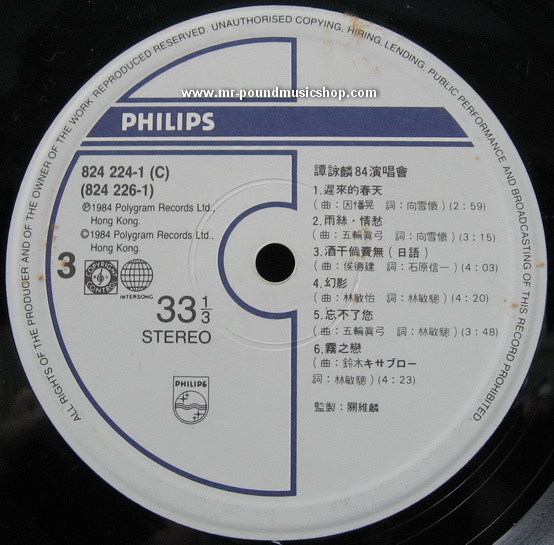 ALL RIGHTS OF THE PRODUCER AND OF THE OWNER OF THE WORK REPRODUCED RESERVED. UNAUTHORISED COPYING, HIRING, LENDING, PUBLIC PERFORMANCE AND BROADCASTING OF THIS RECORD PROHIBITED.
www.mr-poundmusicshop.com
PHILIPS
824 224-1 (C)
(824 226-1)
℗1984 Polygram Records Ltd.,
Hong Kong.
©1984 Polygram Records Ltd.,
Hong Kong.
3
INTERSONG
33 1/3
STEREO
PHILIPS
譚詠麟84演唱會
1.遲來的春天
(曲:因幡晃 詞:向雪懷)(2:59)
2.雨絲·情愁
(曲:五輪真弓 詞:向雪懷)(3:15)
3.酒干倘賣無(日語)
(曲:侯德建 詞:石原信一)(4:03)
4.幻影
(曲:林敏怡 詞:林敏驄)(4:20)
5.忘不了您
(曲:五輪眞弓 詞:林敏驄)(3:48)
6.霧之戀
(曲:鈴木キサブロー
詞:林敏驄)(4:23)
監製:關維麟